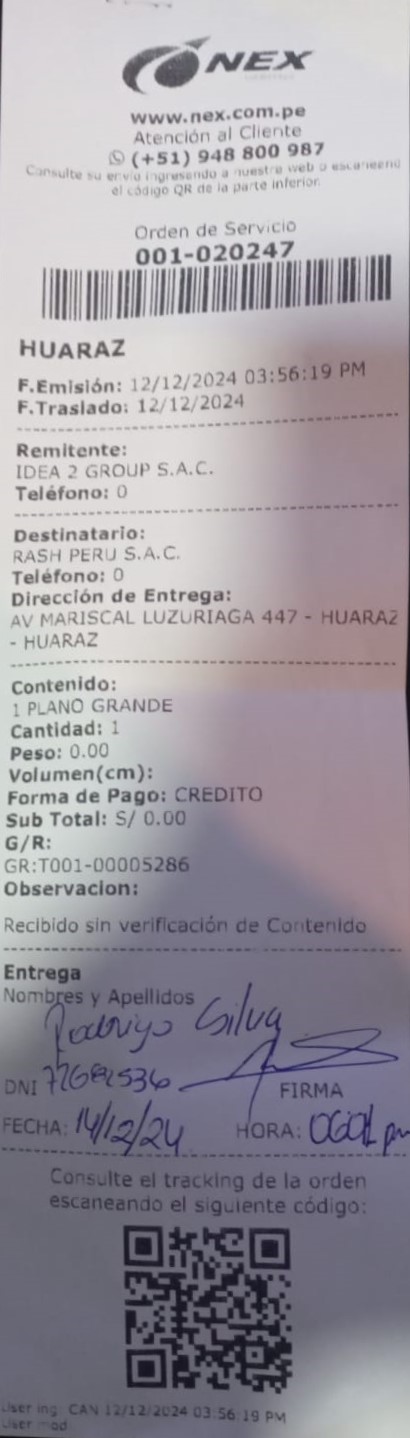 NEX
www.nex.com.pe
Atención al Cliente
(+51) 948 800 987
Consulte su envío ingresando a nuestra web o escaneando
el código QR de la parte inferior.
Orden de Servicio
001-020247
HUARAZ
F.Emisión: 12/12/2024 03:56:19 PM
F.Traslado: 12/12/2024
Remitente:
IDEA 2 GROUP S.A.C.
Teléfono: 0
Destinatario:
RASH PERU S.A.C.
Teléfono: 0
Dirección de Entrega:
AV MARISCAL LUZURIAGA 447 - HUARAZ
- HUARAZ
Contenido:
1 PLANO GRANDE
Cantidad: 1
Peso: 0.00
Volumen(cm):
Forma de Pago: CREDITO
Sub Total: S/ 0.00
G/R:
GR:T001-00005286
Observacion:
Recibido sin verificación de Contenido
Entrega
Nombres y Apellidos
Rodrigo Silva
DNI
FIRMA
FECHA: 14/12/24 HORA: pm
Consulte el tracking de la orden
escaneando el siguiente código:
User ing: CAN 12/12/2024 03:56:19 PM
User mod